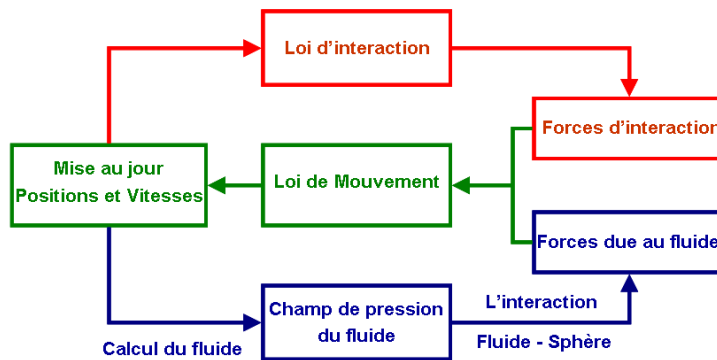 Loi d'interaction
Forces d'interaction
Mise au jour
Positions et Vitesses
Loi de Mouvement
Forces due au fluide
Champ de pression
du fluide
L'interaction
Calcul du fluide
Fluide - Sphère